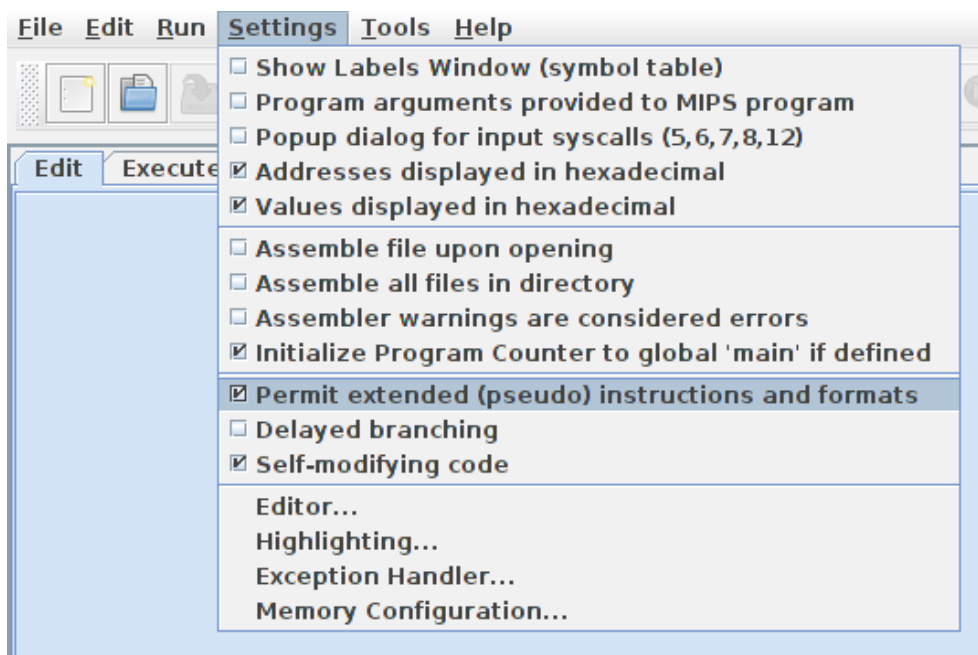 File Edit Run Settings Tools Help
Show Labels Window (symbol table)
Program arguments provided to MIPS program
Popup dialog for input syscalls (5,6,7,8,12)
Edit Execute
Addresses displayed in hexadecimal
Values displayed in hexadecimal
Assemble file upon opening
Assemble all files in directory
Assembler warnings are considered errors
Initialize Program Counter to global 'main' if defined
Permit extended (pseudo) instructions and formats
Delayed branching
Self-modifying code
Editor...
Highlighting...
Exception Handler...
Memory Configuration...